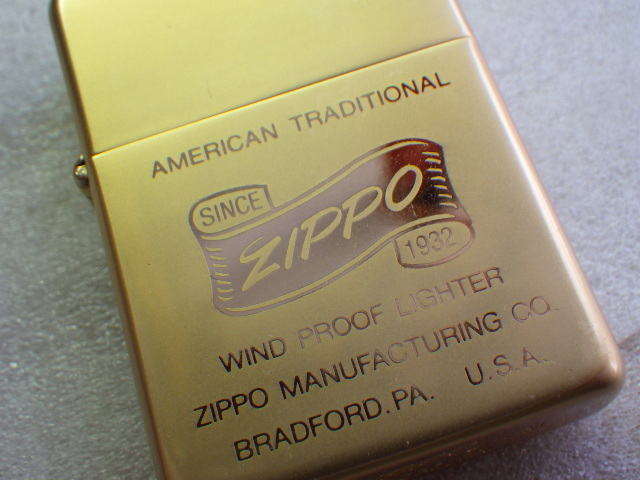 AMERICAN TRADITIONAL
SINCE
ZIPPO
1932
WIND PROOF LIGHTER
ZIPPO MANUFACTURING CO.
BRADFORD.PA. U.S.A.